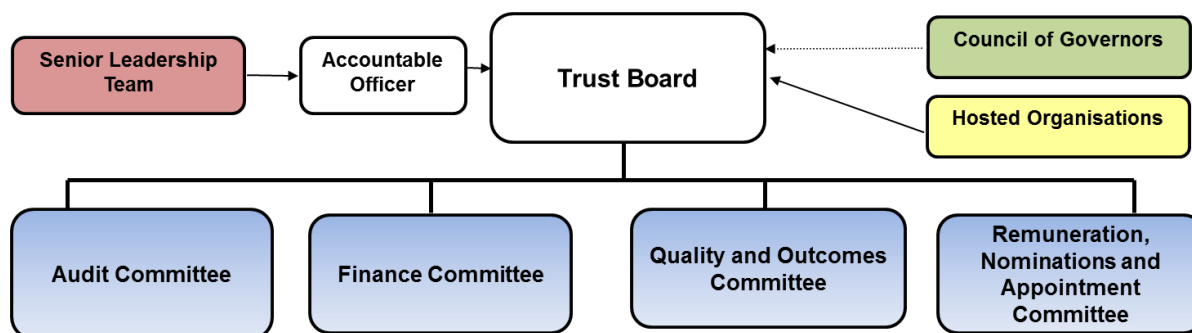 Senior Leadership
Team
Accountable
Officer
Trust Board
Council of Governors
Hosted Organisations
Audit Committee
Finance Committee
Quality and Outcomes
Committee
Remuneration,
Nominations and
Appointment
Committee